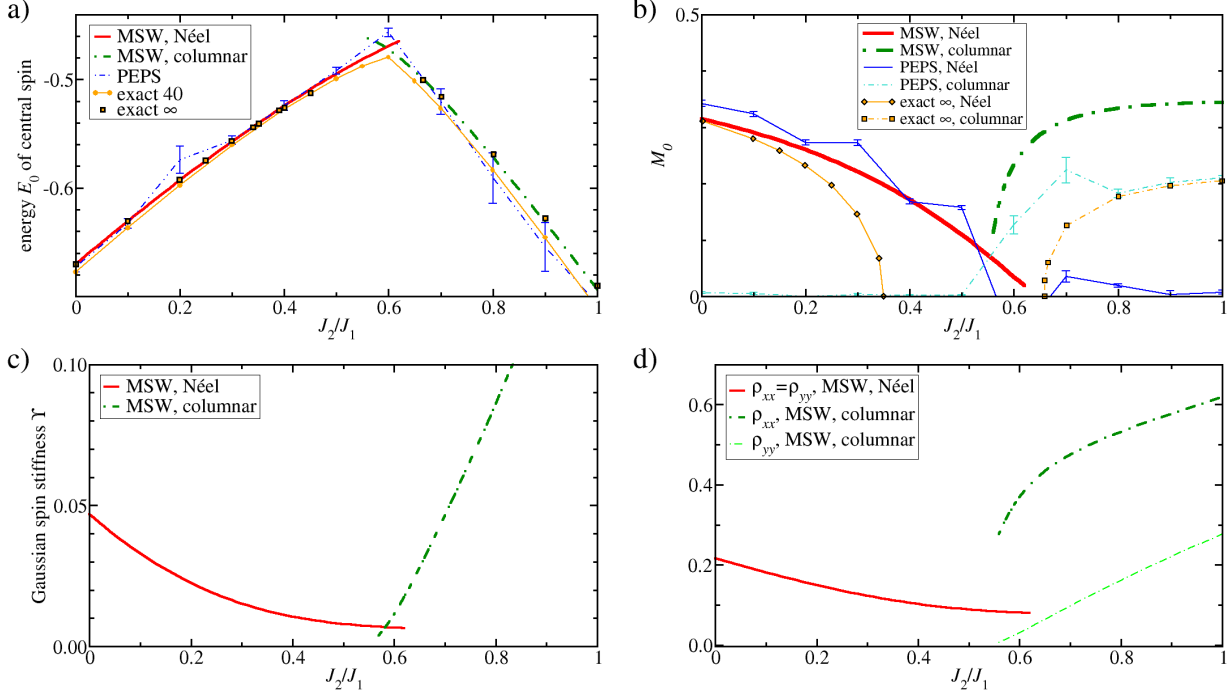 a)
MSW, Néel
MSW, columnar
PEPS
exact 40
exact ∞
energy E₀ of central spin
-0.5
-0.6
0 0.2 0.4 0.6 0.8 1
J₂/J₁
b)
MSW, Néel
MSW, columnar
PEPS, Néel
PEPS, columnar
exact ∞, Néel
exact ∞, columnar
M₀
0.5
0
0 0.2 0.4 0.6 0.8 1
J₂/J₁
c)
MSW, Néel
MSW, columnar
Gaussian spin stiffness ϒ
0.10
0.05
0.00
0 0.2 0.4 0.6 0.8 1
J₂/J₁
d)
ρxx=ρyy, MSW, Néel
ρxx, MSW, columnar
ρyy, MSW, columnar
0.6
0.4
0.2
0.0
0 0.2 0.4 0.6 0.8 1
J₂/J₁